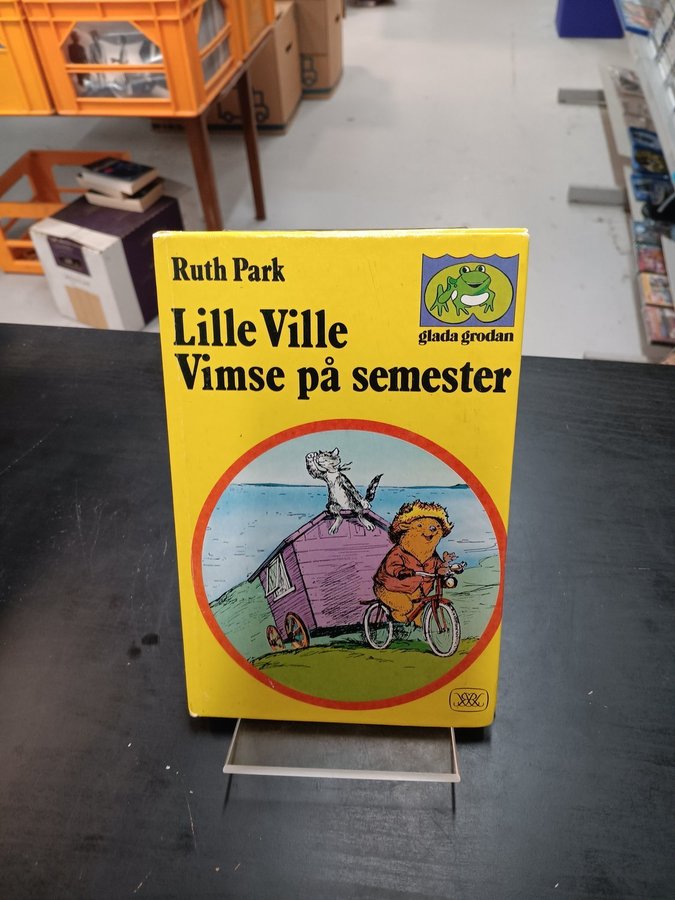 Ruth Park
Lille Ville
Vimse på semester
glada grodan